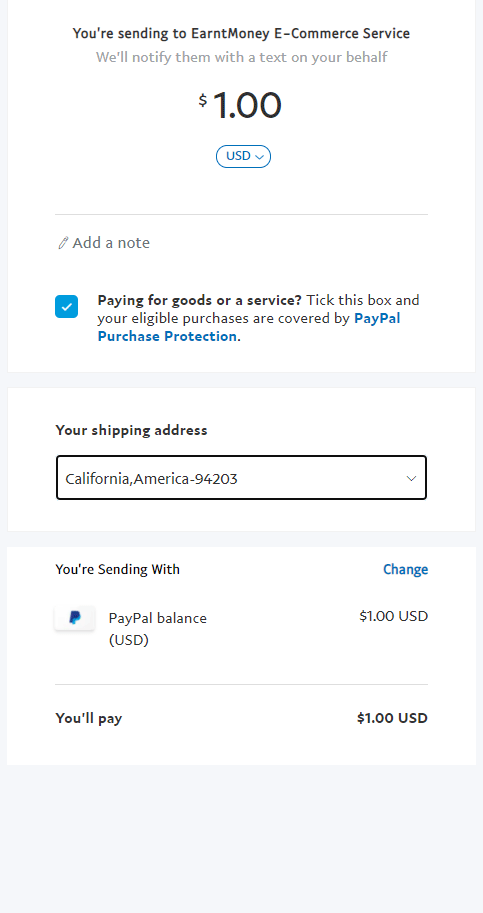 You're sending to EarntMoney E-Commerce Service
We'll notify them with a text on your behalf
$ 1.00
USD
Add a note
Paying for goods or a service? Tick this box and
your eligible purchases are covered by PayPal
Purchase Protection.
Your shipping address
California,America-94203
You're Sending With Change
PayPal balance $1.00 USD
(USD)
You'll pay $1.00 USD